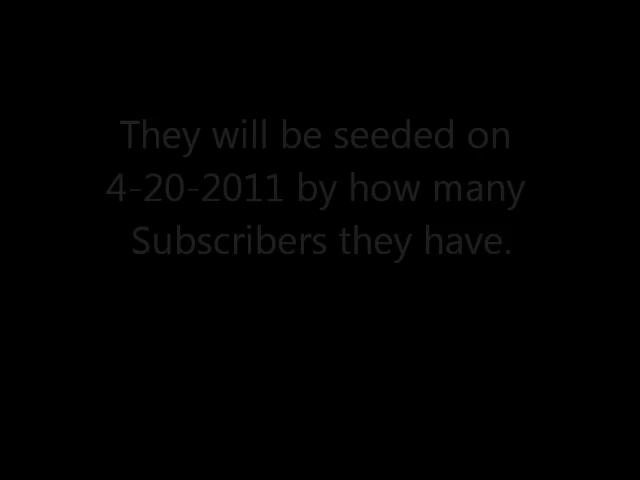 They will be seeded on
4-20-2011 by how many
Subscribers they have.